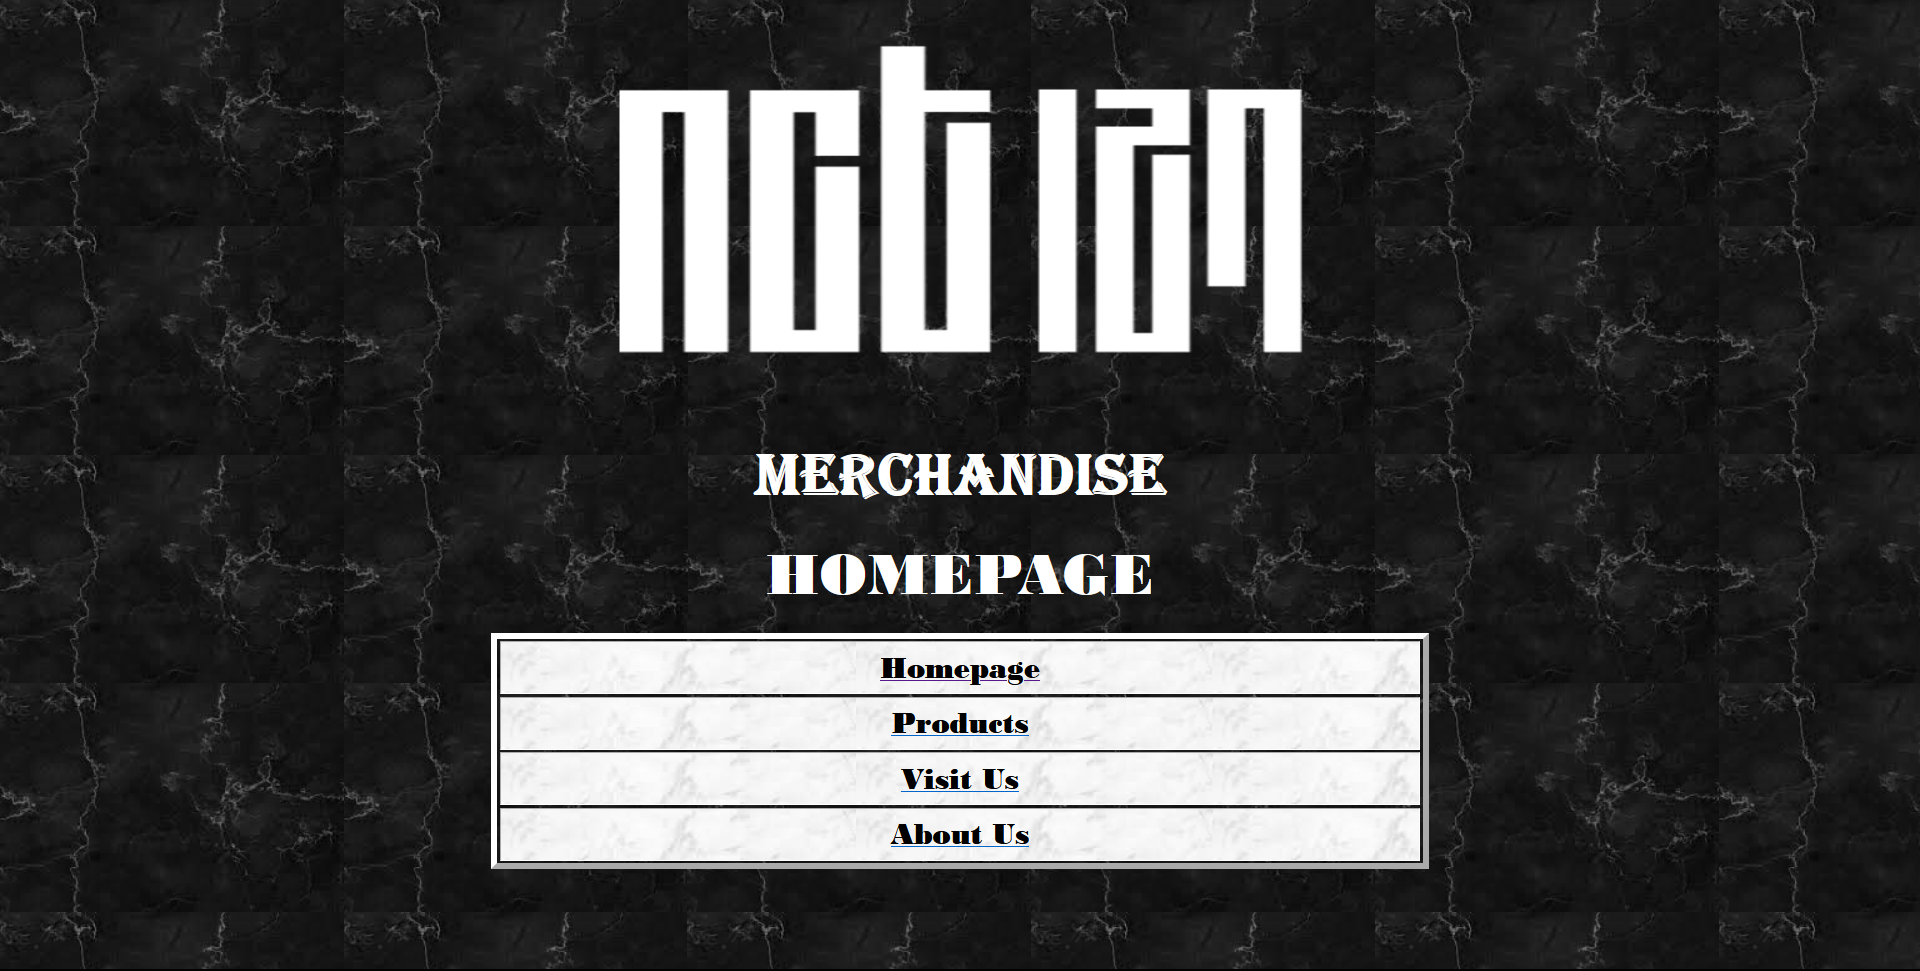 nct 127
MERCHANDISE
HOMEPAGE
Homepage
Products
Visit Us
About Us